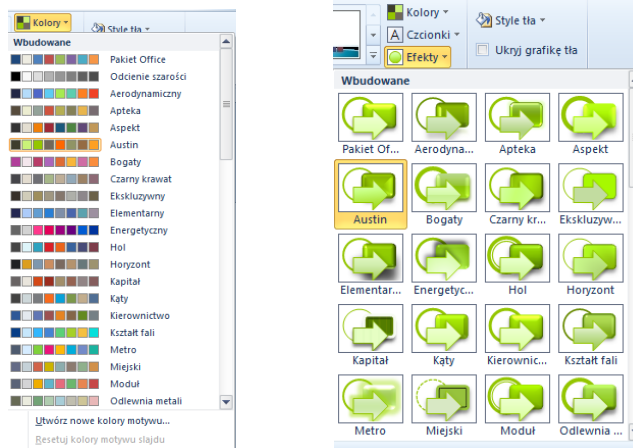 Kolory
Style tła
Wbudowane
Pakiet Office
Odcienie szarości
Aerodynamiczny
Apteka
Aspekt
Austin
Bogaty
Czarny krawat
Ekskluzywny
Elementarny
Energetyczny
Hol
Horyzont
Kapitał
Kąty
Kierownictwo
Kształt fali
Metro
Miejski
Moduł
Odlewnia metali
Utwórz nowe kolory motywu...
Resetuj kolory motywu slajdu
Kolory
Czcionki
Efekty
Style tła
Ukryj grafikę tła
Wbudowane
Pakiet Of... Aerodyna... Apteka Aspekt
Austin Bogaty Czarny kr... Ekskluzyw...
Elementar... Energetyc... Hol Horyzont
Kapitał Kąty Kierownic... Kształt fali
Metro Miejski Moduł Odlewnia ...